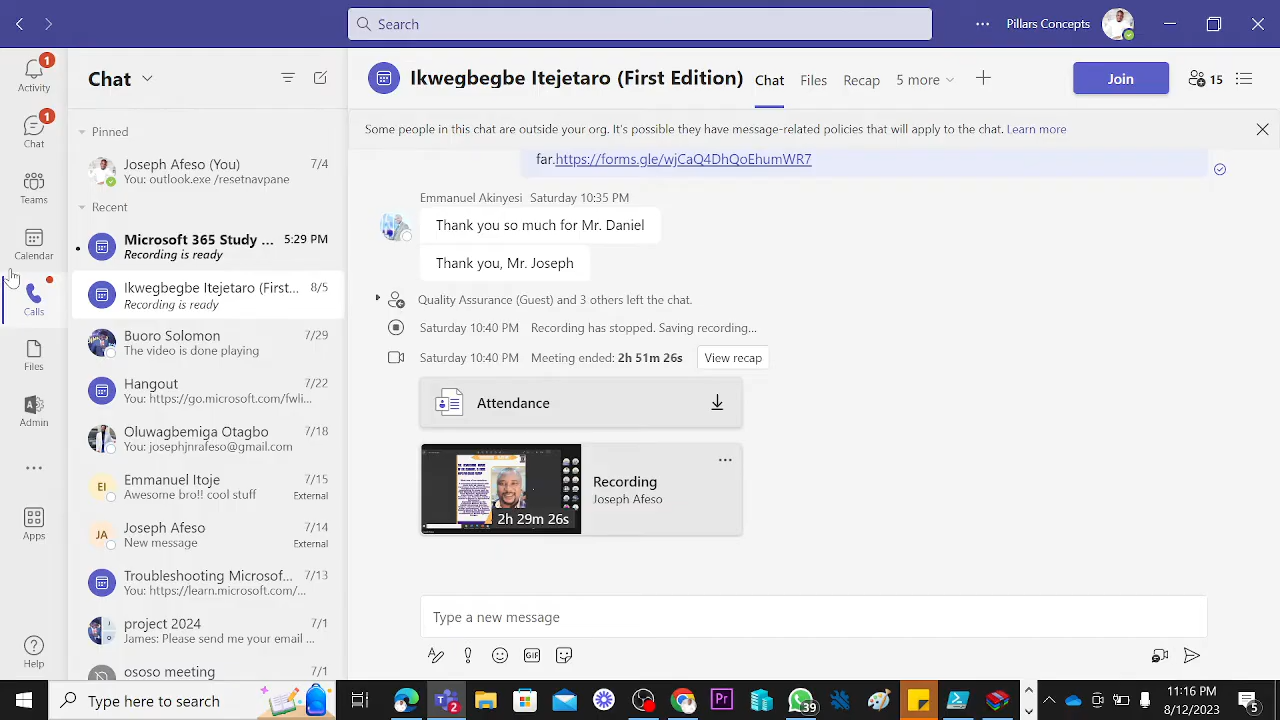 Search
Pillars Concepts
1
Activity
1
Chat
Teams
Calendar
Calls
Files
Admin
Apps
Help
Chat
Pinned
Joseph Afeso (You)
7/4
You: outlook.exe /resetnavpane
Recent
Microsoft 365 Study ...
5:29 PM
Recording is ready
Ikwegbegbe Itejetaro (First...
8/5
Recording is ready
Buoro Solomon
7/29
The video is done playing
Hangout
7/22
You: https://go.microsoft.com/fwli...
Oluwagbemiga Otagbo
7/18
You: josephjnrafeso@gmail.com
EI
Emmanuel Itoje
7/15
Awesome bro!! cool stuff
External
JA
Joseph Afeso
7/14
New message
External
Troubleshooting Microsof...
7/13
You: https://learn.microsoft.com/...
project 2024
7/1
James: Please send me your email ...
ososo meeting
7/1
Ikwegbegbe Itejetaro (First Edition)
Chat
Files
Recap
5 more
Join
15
Some people in this chat are outside your org. It's possible they have message-related policies that will apply to the chat. Learn more
far.https://forms.gle/wjCaQ4DhQoEhumWR7
Emmanuel Akinyesi Saturday 10:35 PM
Thank you so much for Mr. Daniel
Thank you, Mr. Joseph
Quality Assurance (Guest) and 3 others left the chat.
Saturday 10:40 PM Recording has stopped. Saving recording...
Saturday 10:40 PM Meeting ended: 2h 51m 26s
View recap
Attendance
2h 29m 26s
Recording
Joseph Afeso
Type a new message
GIF
Type here to search
2
Pr
39
11:16 PM
8/12/2023
5